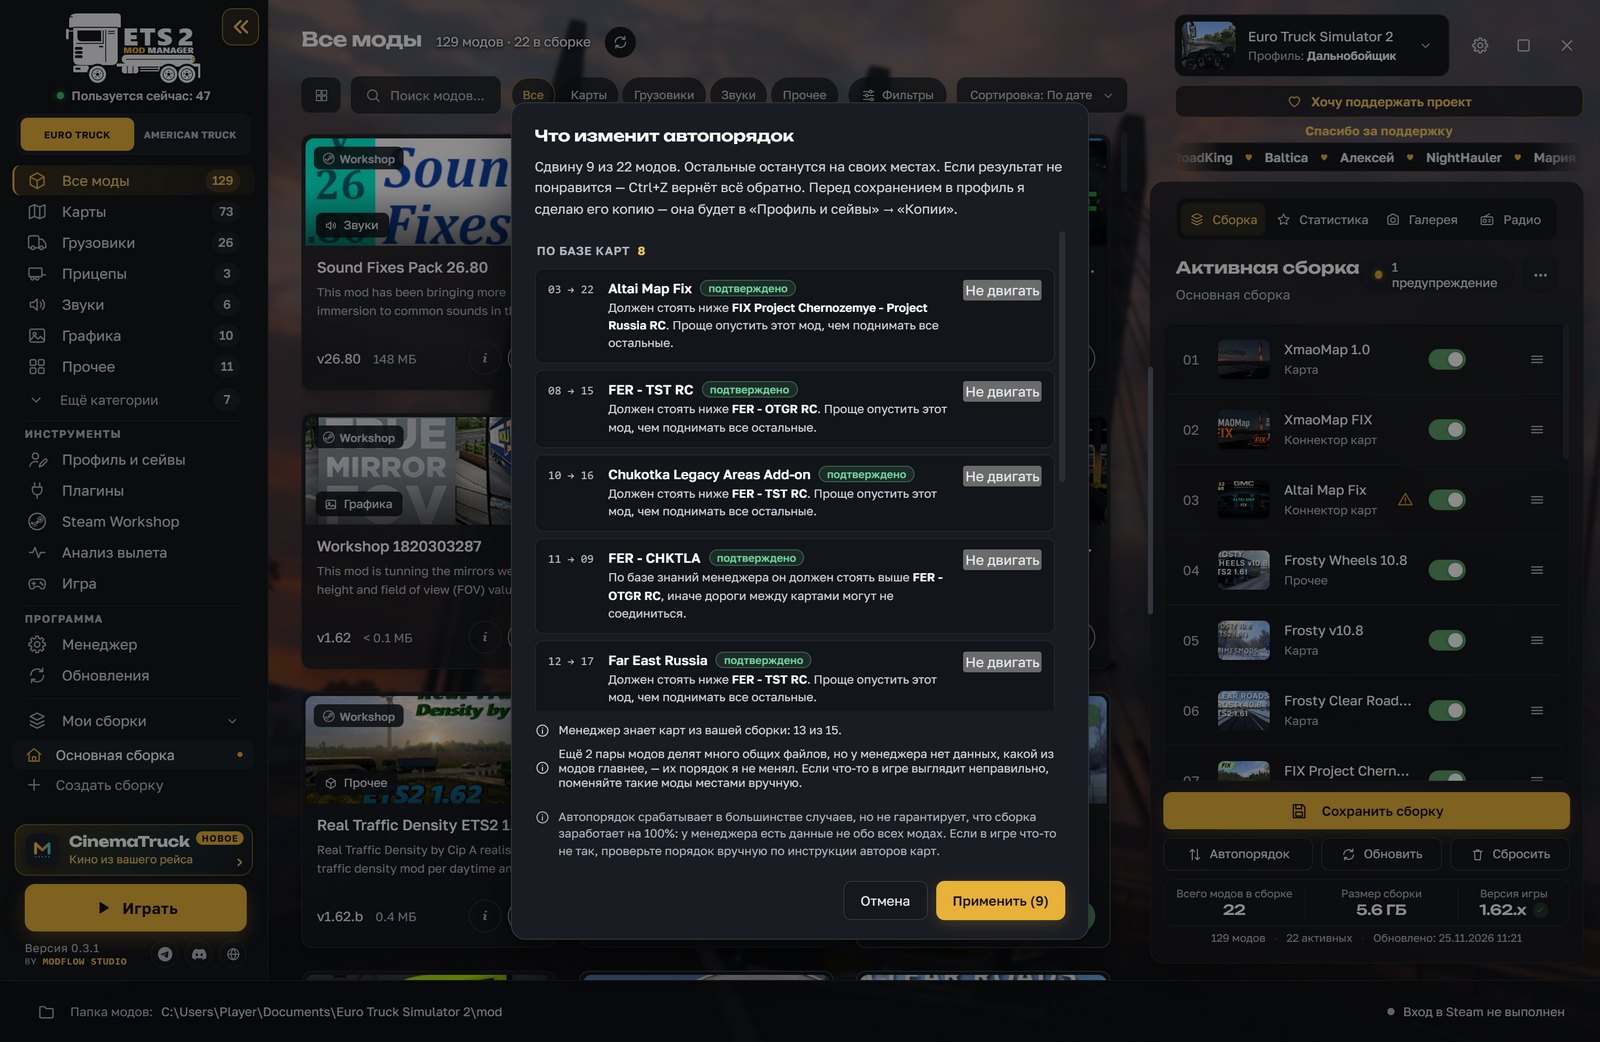 ETS 2
MOD MANAGER
Пользуется сейчас: 47
EURO TRUCK
AMERICAN TRUCK
Все моды 129
Карты 73
Грузовики 26
Прицепы 3
Звуки 6
Графика 10
Прочее 11
Ещё категории 7
ИНСТРУМЕНТЫ
Профиль и сейвы
Плагины
Steam Workshop
Анализ вылета
Игра
ПРОГРАММА
Менеджер
Обновления
Мои сборки
Основная сборка
Создать сборку
CinemaTruck НОВОЕ
Кино из вашего рейса
Играть
Версия 0.3.1
BY MODFLOW STUDIO
Все моды 129 модов · 22 в сборке
Поиск модов...
Все
Карты
Грузовики
Звуки
Прочее
Фильтры
Сортировка: По дате
Workshop
26
Sound
Fixes
Звуки
Sound Fixes Pack 26.80
This mod has been bringing more
immersion to common sounds in t
v26.80 148 МБ
Workshop
TRUE
MIRROR
FOV
Графика
Workshop 1820303287
This mod is tunning the mirrors we
height and field of view (FOV) valu
v1.62 < 0.1 МБ
Workshop
Density by
Прочее
ETS2 1.62
Real Traffic Density ETS2 1.
Real Traffic Density by Cip A realis
traffic density mod per daytime an
v1.62.b 0.4 МБ
Что изменит автопорядок
Сдвину 9 из 22 модов. Остальные останутся на своих местах. Если результат не
понравится — Ctrl+Z вернёт всё обратно. Перед сохранением в профиль я
сделаю его копию — она будет в «Профиль и сейвы» → «Копии».
ПО БАЗЕ КАРТ 8
03 → 22 Altai Map Fix подтверждено Не двигать
Должен стоять ниже FIX Project Chernozemye - Project
Russia RC. Проще опустить этот мод, чем поднимать все
остальные.
08 → 15 FER - TST RC подтверждено Не двигать
Должен стоять ниже FER - OTGR RC. Проще опустить этот
мод, чем поднимать все остальные.
10 → 16 Chukotka Legacy Areas Add-on подтверждено Не двигать
Должен стоять ниже FER - TST RC. Проще опустить этот
мод, чем поднимать все остальные.
11 → 09 FER - CHKTLA подтверждено Не двигать
По базе знаний менеджера он должен стоять выше FER -
OTGR RC, иначе дороги между картами могут не
соединиться.
12 → 17 Far East Russia подтверждено Не двигать
Должен стоять ниже FER - TST RC. Проще опустить этот
мод, чем поднимать все остальные.
Менеджер знает карт из вашей сборки: 13 из 15.
Ещё 2 пары модов делят много общих файлов, но у менеджера нет данных, какой из
модов главнее, — их порядок я не менял. Если что-то в игре выглядит неправильно,
поменяйте такие моды местами вручную.
Автопорядок срабатывает в большинстве случаев, но не гарантирует, что сборка
заработает на 100%: у менеджера есть данные не обо всех модах. Если в игре что-то
не так, проверьте порядок вручную по инструкции авторов карт.
Отмена
Применить (9)
Euro Truck Simulator 2
Профиль: Дальнобойщик
Хочу поддержать проект
Спасибо за поддержку
oadKing ♥ Baltica ♥ Алексей ♥ NightHauler ♥ Мария
Сборка
Статистика
Галерея
Радио
Активная сборка
Основная сборка
1
предупреждение
01 XmaoMap 1.0
Карта
02 XmaoMap FIX
Коннектор карт
03 Altai Map Fix
Коннектор карт
04 Frosty Wheels 10.8
Прочее
05 Frosty v10.8
Карта
06 Frosty Clear Road...
Карта
07 FIX Project Chern...
Сохранить сборку
Автопорядок
Обновить
Сбросить
Всего модов в сборке
22
Размер сборки
5.6 ГБ
Версия игры
1.62.x
129 модов · 22 активных · Обновлено: 25.11.2026 11:21
Папка модов: C:\Users\Player\Documents\Euro Truck Simulator 2\mod
Вход в Steam не выполнен